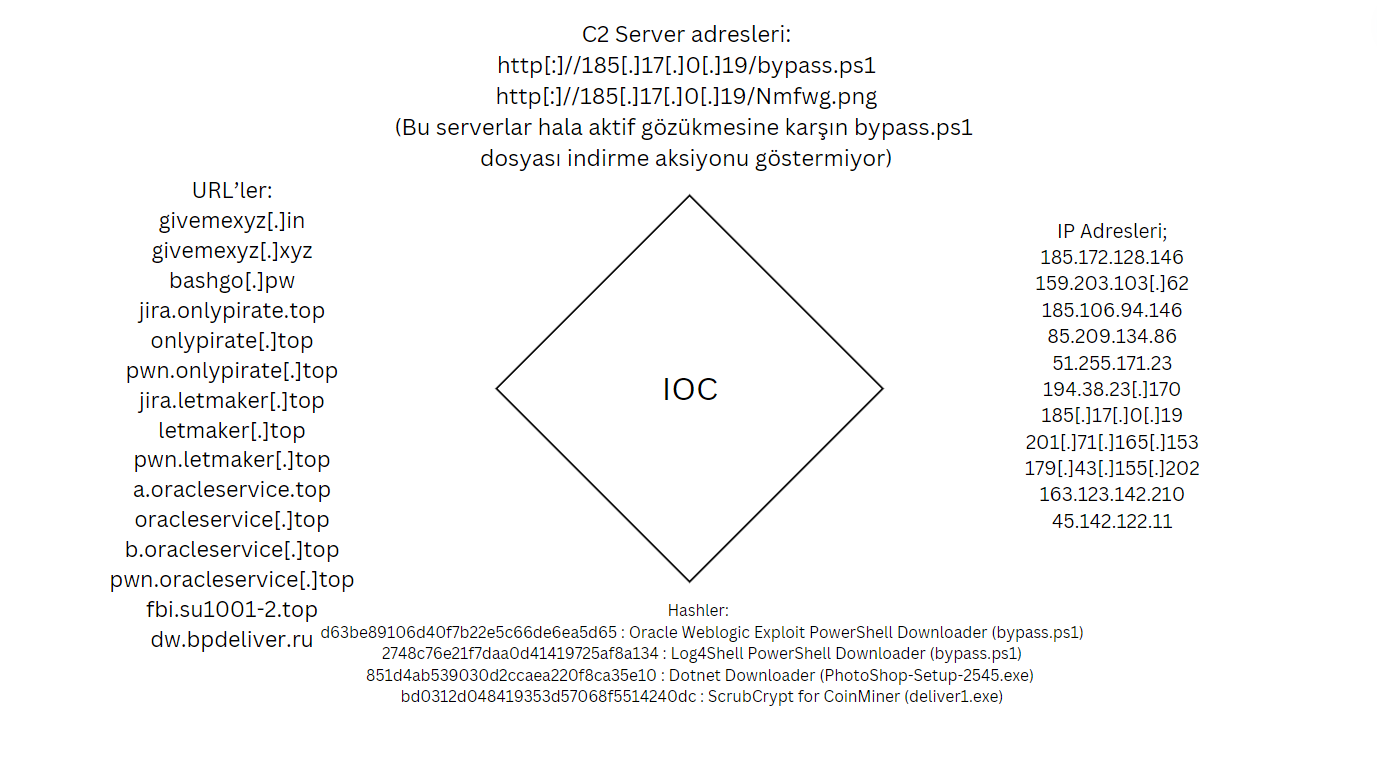 C2 Server adresleri:
http[:]//185[.]17[.]0[.]19/bypass.ps1
http[:]//185[.]17[.]0[.]19/Nmfwg.png
(Bu serverlar hala aktif gözükmesine karşın bypass.ps1
dosyası indirme aksiyonu göstermiyor)
URL’ler:
givemexyz[.]in
givemexyz[.]xyz
bashgo[.]pw
jira.onlypirate.top
onlypirate[.]top
pwn.onlypirate[.]top
jira.letmaker[.]top
letmaker[.]top
pwn.letmaker[.]top
a.oracleservice.top
oracleservice[.]top
b.oracleservice[.]top
pwn.oracleservice[.]top
fbi.su1001-2.top
dw.bpdeliver.ru
IOC
IP Adresleri;
185.172.128.146
159.203.103[.]62
185.106.94.146
85.209.134.86
51.255.171.23
194.38.23[.]170
185[.]17[.]0[.]19
201[.]71[.]165[.]153
179[.]43[.]155[.]202
163.123.142.210
45.142.122.11
Hashler:
d63be89106d40f7b22e5c66de6ea5d65 : Oracle Weblogic Exploit PowerShell Downloader (bypass.ps1)
2748c76e21f7daa0d41419725af8a134 : Log4Shell PowerShell Downloader (bypass.ps1)
851d4ab539030d2ccaea220f8ca35e10 : Dotnet Downloader (PhotoShop-Setup-2545.exe)
bd0312d048419353d57068f5514240dc : ScrubCrypt for CoinMiner (deliver1.exe)